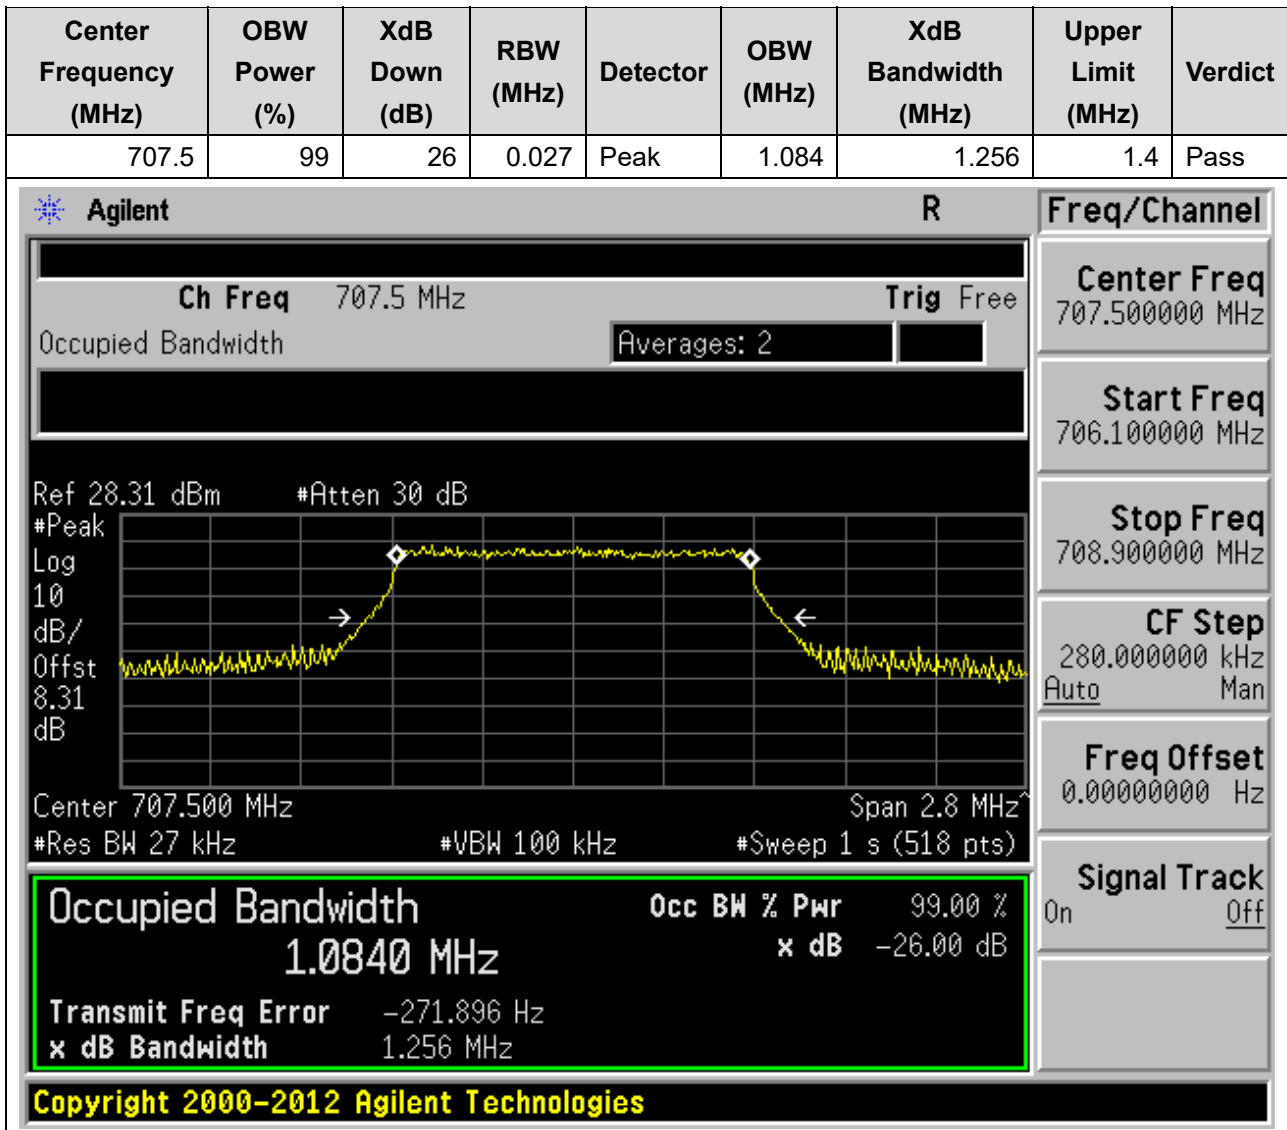 Center Frequency (MHz) OBW Power (%) XdB Down (dB) RBW (MHz) Detector OBW (MHz) XdB Bandwidth (MHz) Upper Limit (MHz) Verdict
707.5 99 26 0.027 Peak 1.084 1.256 1.4 Pass
Agilent R Freq/Channel
Ch Freq 707.5 MHz Trig Free
Occupied Bandwidth Averages: 2
Center Freq
707.500000 MHz
Start Freq
706.100000 MHz
Stop Freq
708.900000 MHz
CF Step
280.000000 kHz
Auto Man
Freq Offset
0.00000000 Hz
Signal Track
On Off
Ref 28.31 dBm #Atten 30 dB
#Peak
Log
10
dB/
Offst
8.31
dB
Center 707.500 MHz Span 2.8 MHz^
#Res BW 27 kHz #VBW 100 kHz #Sweep 1 s (518 pts)
Occupied Bandwidth Occ BW % Pwr 99.00 %
1.0840 MHz x dB -26.00 dB
Transmit Freq Error -271.896 Hz
x dB Bandwidth 1.256 MHz
Copyright 2000-2012 Agilent Technologies